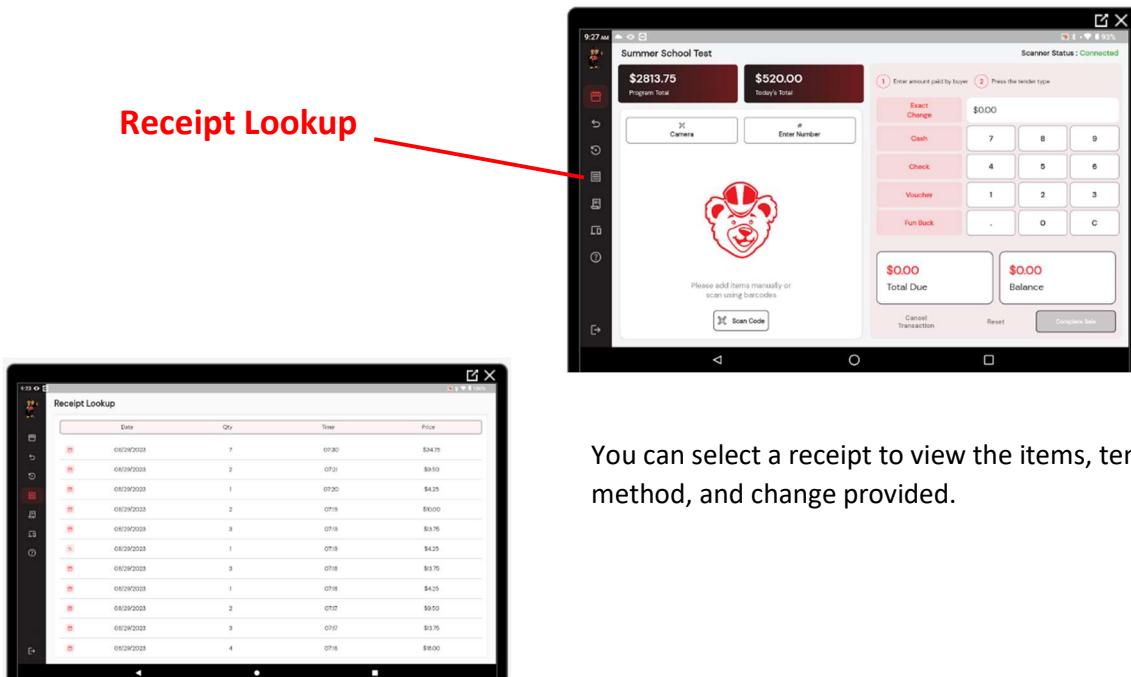 Receipt Lookup
9:27 AM
93%
Summer School Test
Scanner Status : Connected
$2813.75
Program Total
$520.00
Today's Total
1 Enter amount paid by buyer 2 Press the tender type
Camera
#
Enter Number
Exact
Change
$0.00
Cash
7 8 9
Check
4 5 6
Voucher
1 2 3
Fun Buck
. 0 C
Please add items manually or
scan using barcodes
Scan Code
$0.00
Total Due
$0.00
Balance
Cancel
Transaction
Reset
Complete Sale
9:23
Receipt Lookup
Date Qty Time Price
08/29/2023 7 07:30 $34.75
08/29/2023 2 07:21 $9.50
08/29/2023 1 07:20 $4.25
08/29/2023 2 07:19 $10.00
08/29/2023 3 07:19 $13.75
08/29/2023 1 07:19 $4.25
08/29/2023 3 07:18 $13.75
08/29/2023 1 07:18 $4.25
08/29/2023 2 07:17 $9.50
08/29/2023 3 07:17 $13.75
08/29/2023 4 07:16 $18.00
You can select a receipt to view the items, ten
method, and change provided.